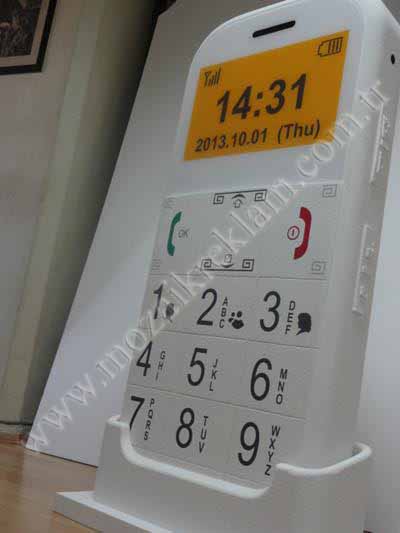 14:31
2013.10.01 (Thu)
OK
1
2 ABC
3 DEF
4 GHI
5 JKL
6 MNO
7 PQRS
8 TUV
9 WXYZ
www.mozaikreklam.com.tr